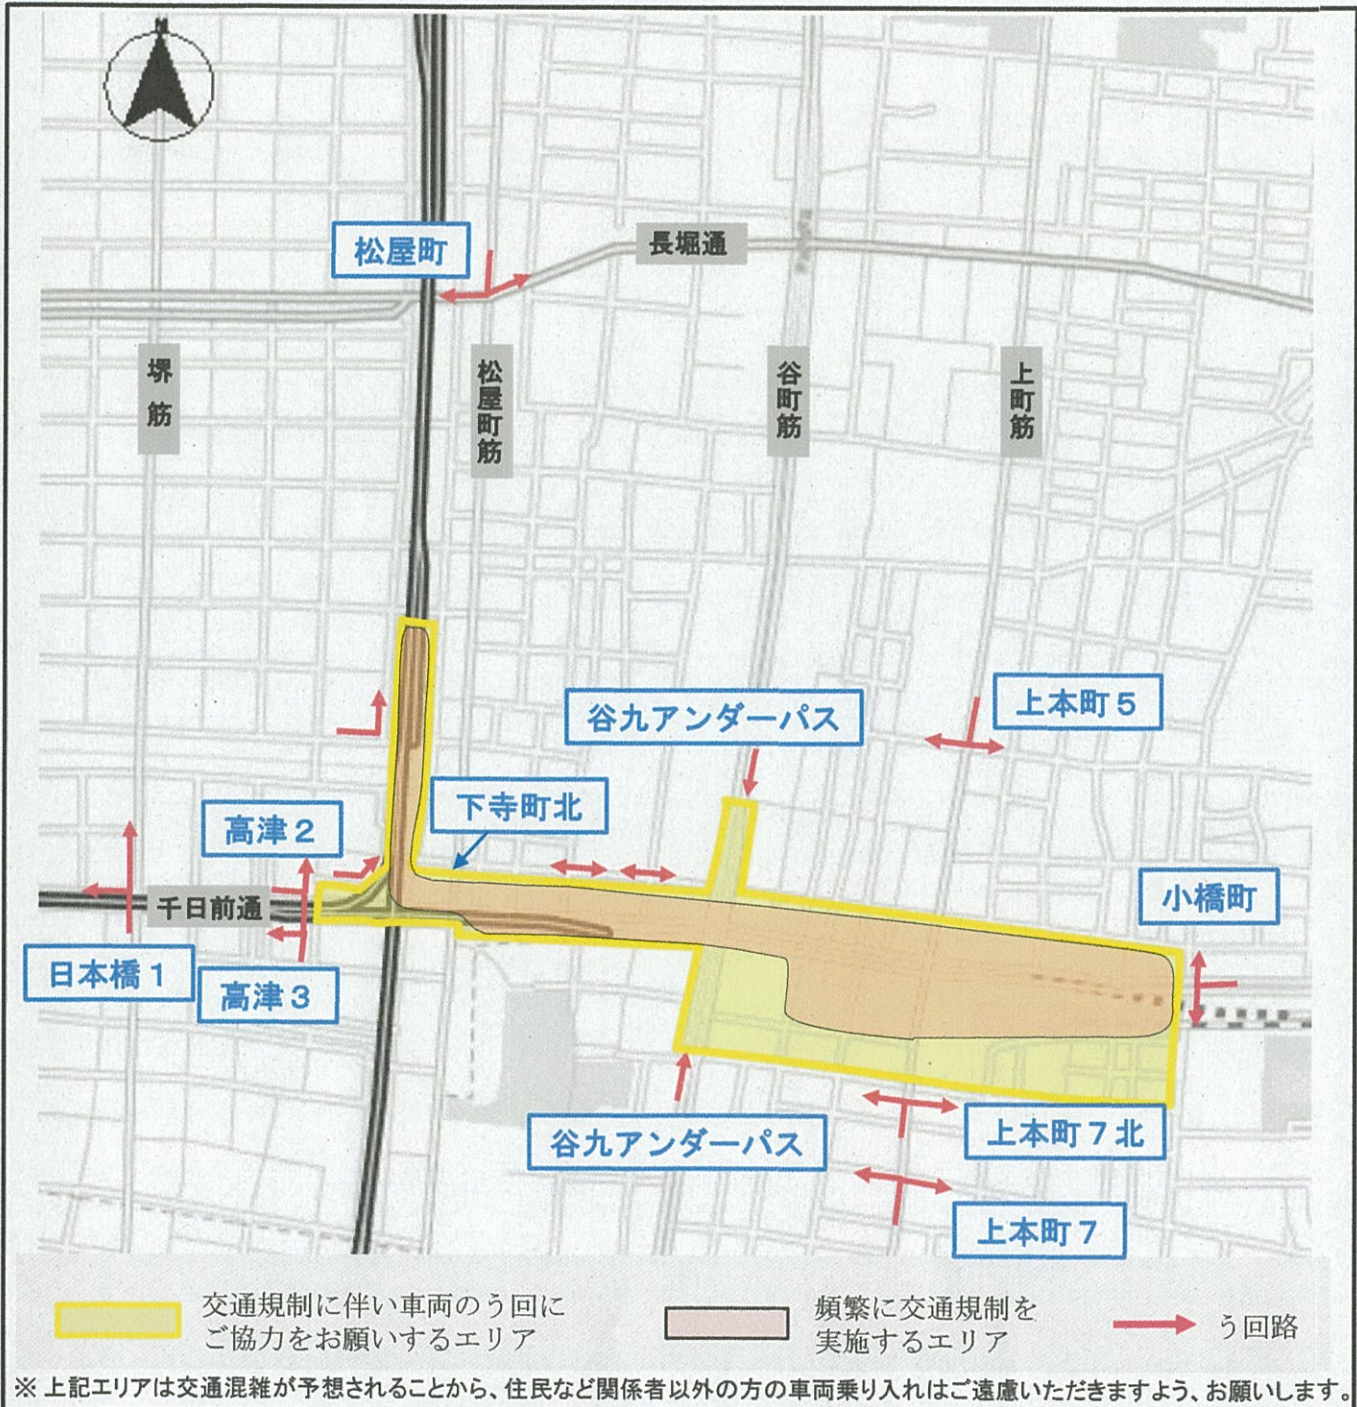 N
松屋町
長堀通
堺筋
松屋町筋
谷町筋
上町筋
上本町5
谷九アンダーパス
下寺町北
高津2
小橋町
千日前通
日本橋1
高津3
谷九アンダーパス
上本町7北
上本町7
交通規制に伴い車両のう回に
ご協力をお願いするエリア
頻繁に交通規制を
実施するエリア
う回路
※ 上記エリアは交通混雑が予想されることから、住民など関係者以外の方の車両乗り入れはご遠慮いただきますよう、お願いします。